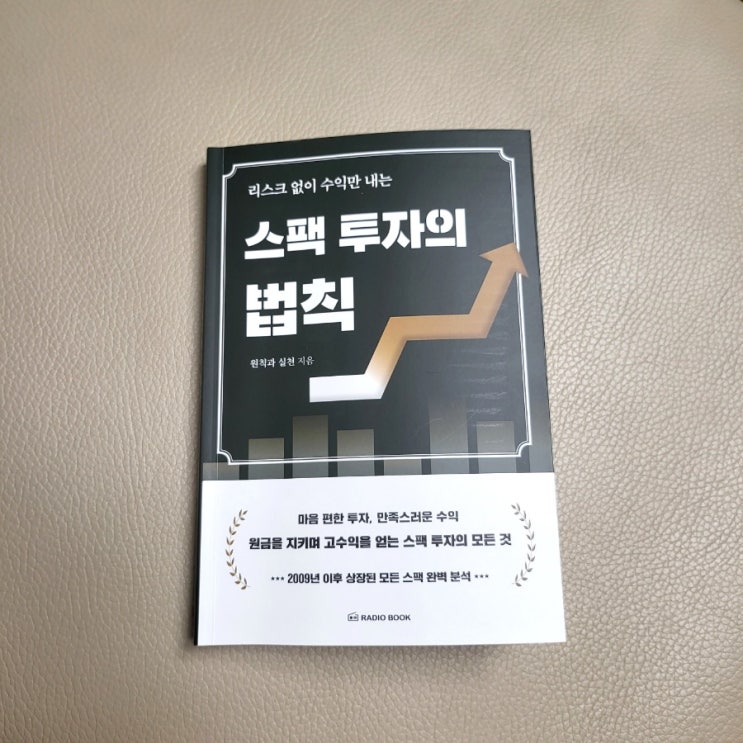 리스크 없이 수익만 내는
스팩 투자의
법칙
원칙과 실천 지음
마음 편한 투자, 만족스러운 수익
원금을 지키며 고수익을 얻는 스팩 투자의 모든 것
*** 2009년 이후 상장된 모든 스팩 완벽 분석 ***
RADIO BOOK